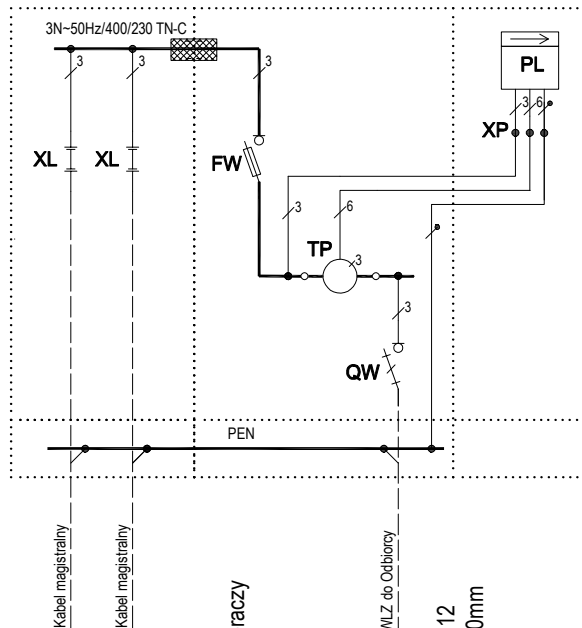 3N~50Hz/400/230 TN-C
3
3
3
PL
3
6
XP
XL
XL
FW
3
6
TP
3
3
QW
PEN
Kabel magistralny
Kabel magistralny
raczy
WLZ do Odbiorcy
12
0mm